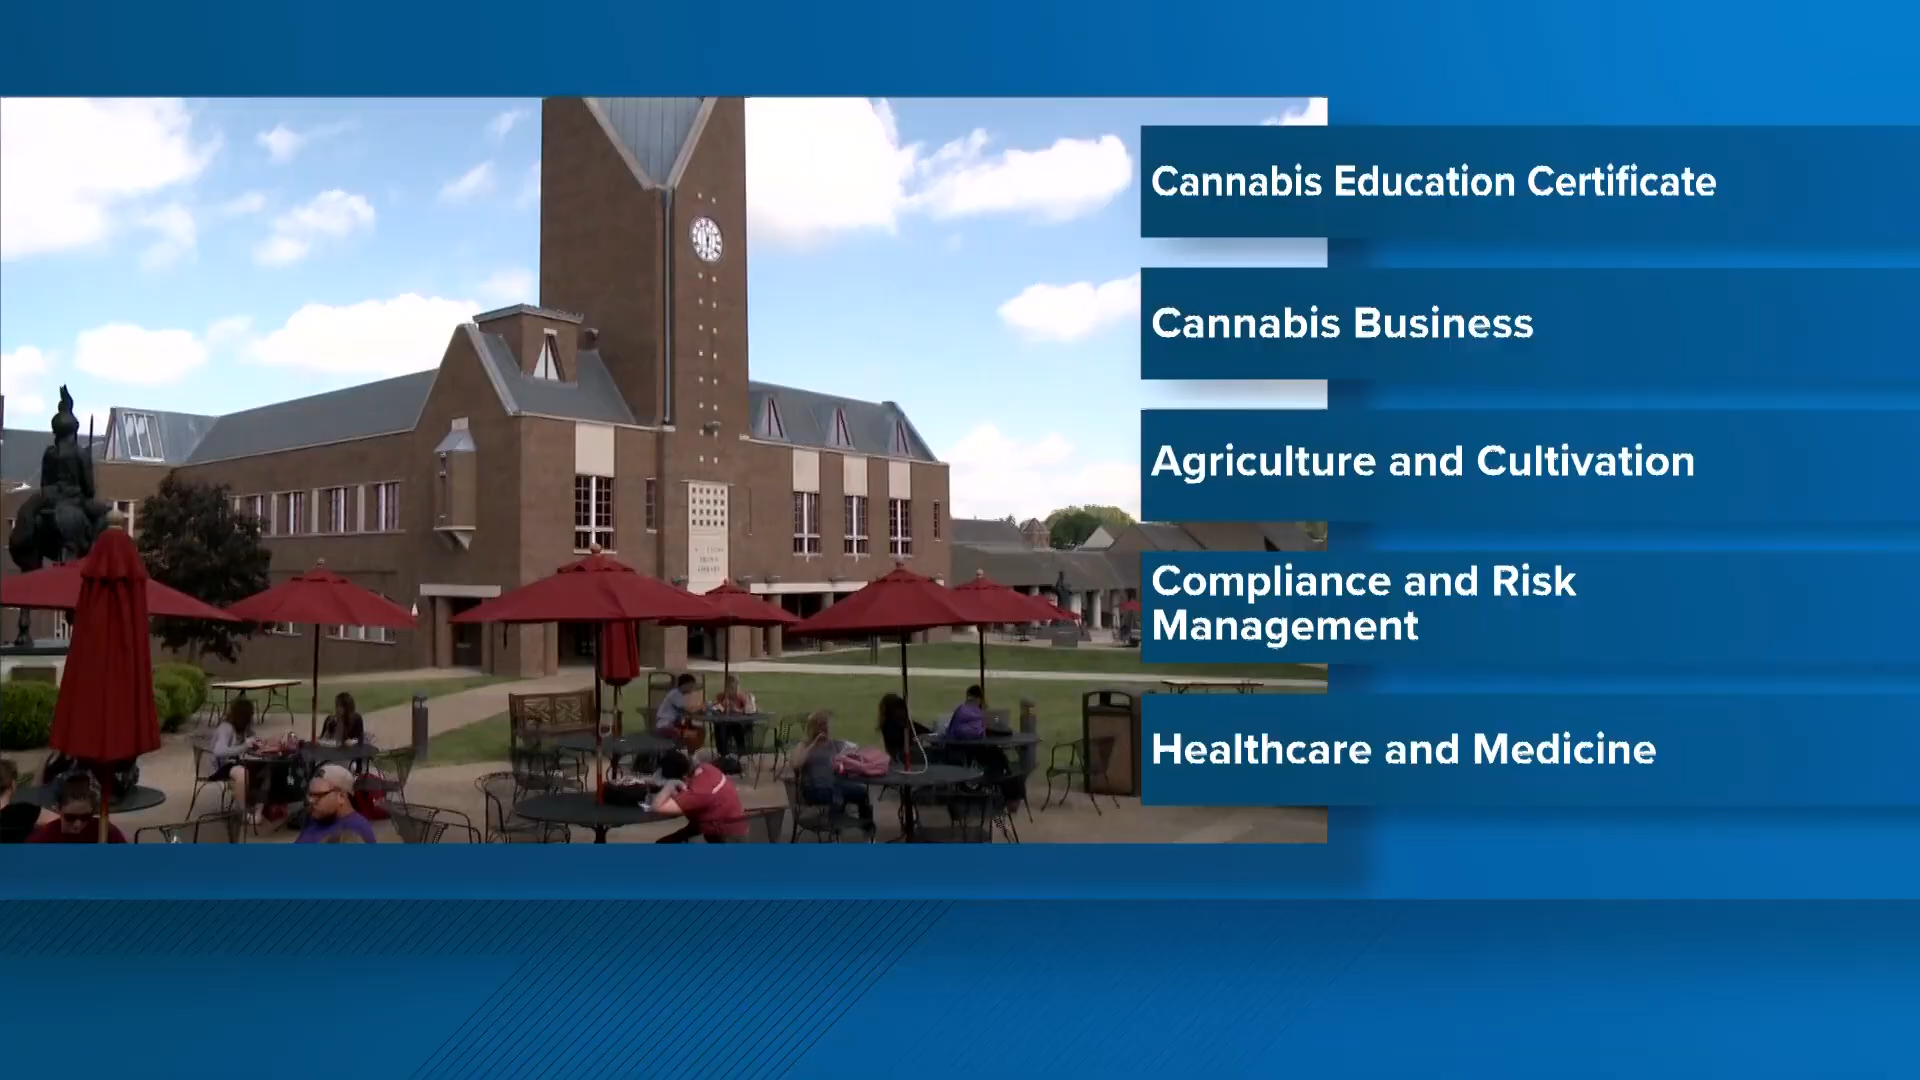 Cannabis Education Certificate
Cannabis Business
Agriculture and Cultivation
Compliance and Risk
Management
Healthcare and Medicine